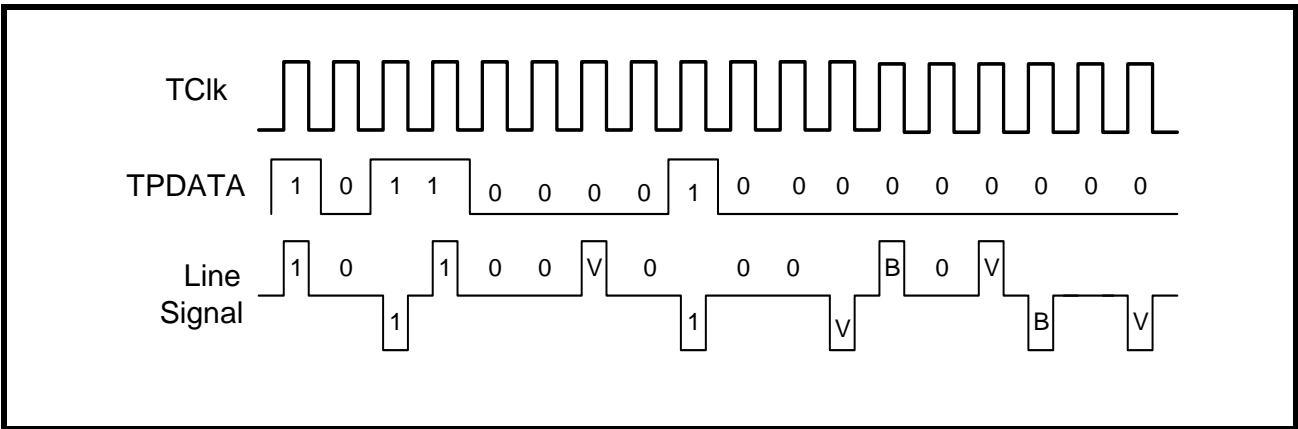 TClk
TPDATA 1 0 1 1 0 0 0 0 1 0 0 0 0 0 0 0 0 0
Line Signal 1 0 1 1 0 0 V 0 1 0 0 V B 0 V B V